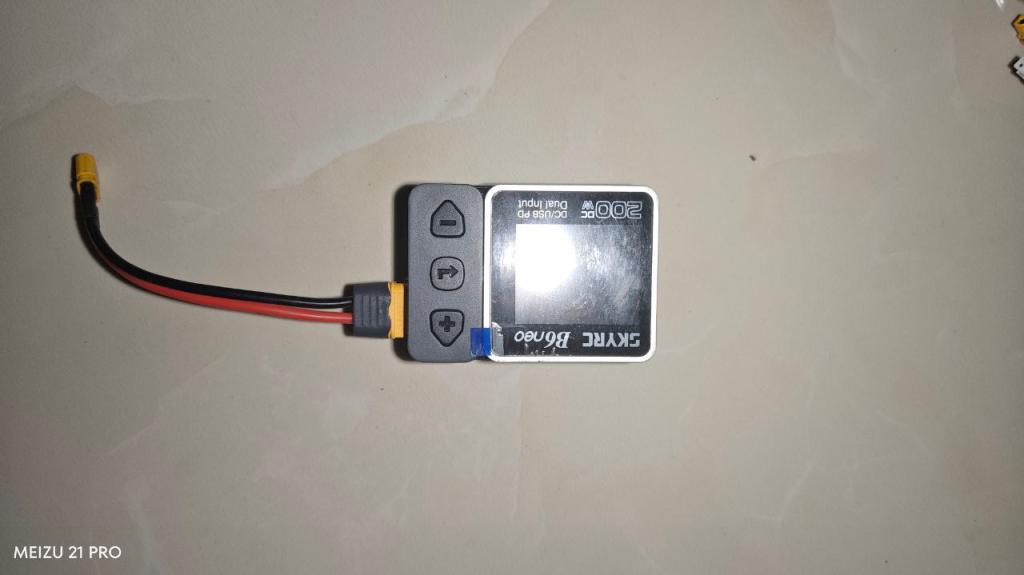 SKYRC B6neo
200W DC
DC/USB PD
Dual Input
MEIZU 21 PRO